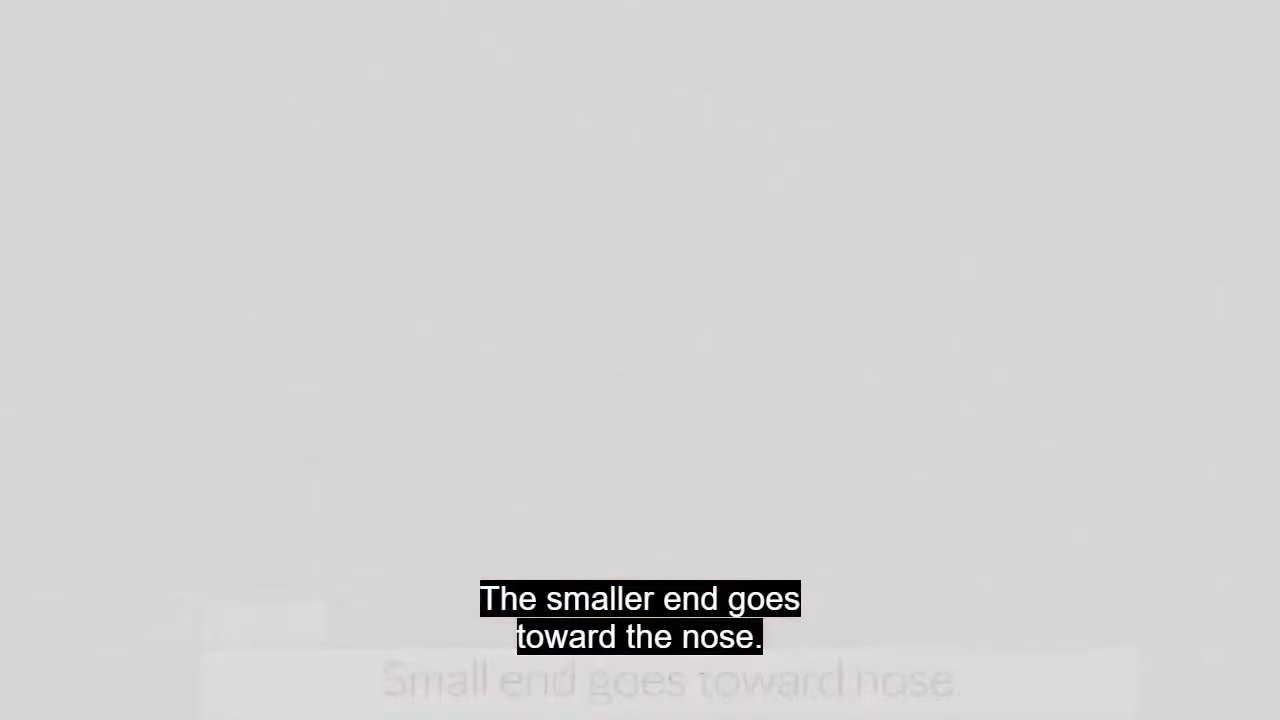 The smaller end goes
toward the nose.
Small end goes toward nose